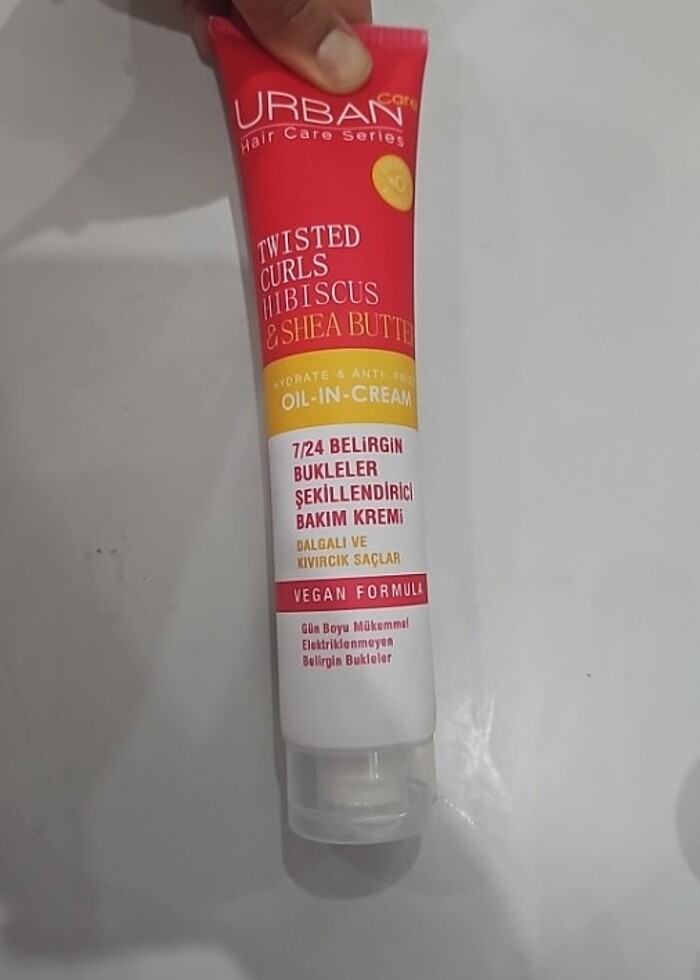 URBAN Care
Hair Care Series
TWISTED
CURLS
HIBISCUS
& SHEA BUTTE
HYDRATE & ANTI-FRIZZ
OIL-IN-CREAM
7/24 BELİRGİN
BUKLELER
ŞEKİLLENDİRİCİ
BAKIM KREMİ
DALGALI VE
KIVIRCIK SAÇLAR
VEGAN FORMULA
Gün Boyu Mükemmel
Elektriklenmeyen
Belirgin Bukleler